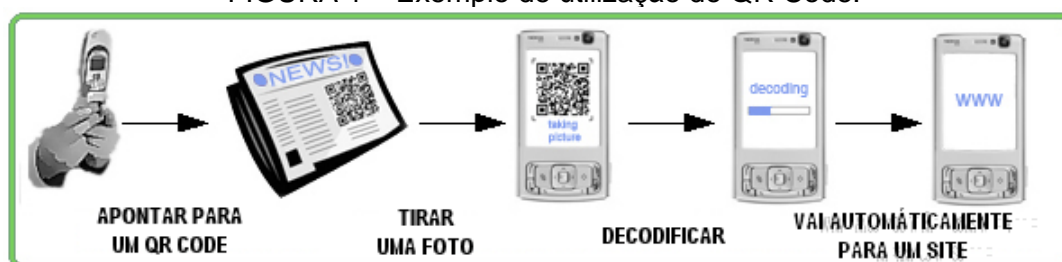 FIGURA 1 – Exemplo de utilização do QR Code.
NEWS!
taking
picture
decoding
www
APONTAR PARA
UM QR CODE
TIRAR
UMA FOTO
DECODIFICAR
VAI AUTOMÁTICAMENTE
PARA UM SITE